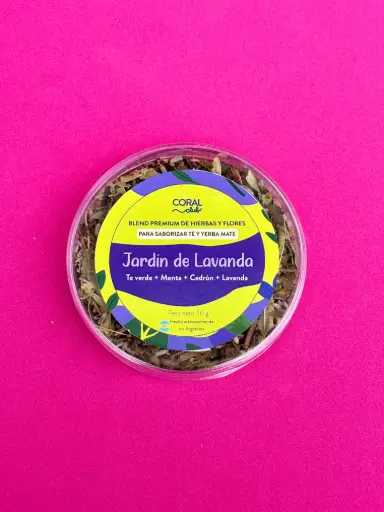 CORAL
club
BLEND PREMIUM DE HIERBAS Y FLORES
PARA SABORIZAR TÉ Y YERBA MATE
Jardín de Lavanda
Te verde + Menta + Cedrón + Lavanda
Peso neto: 10 g
Hecho artesanalmente
en Argentina